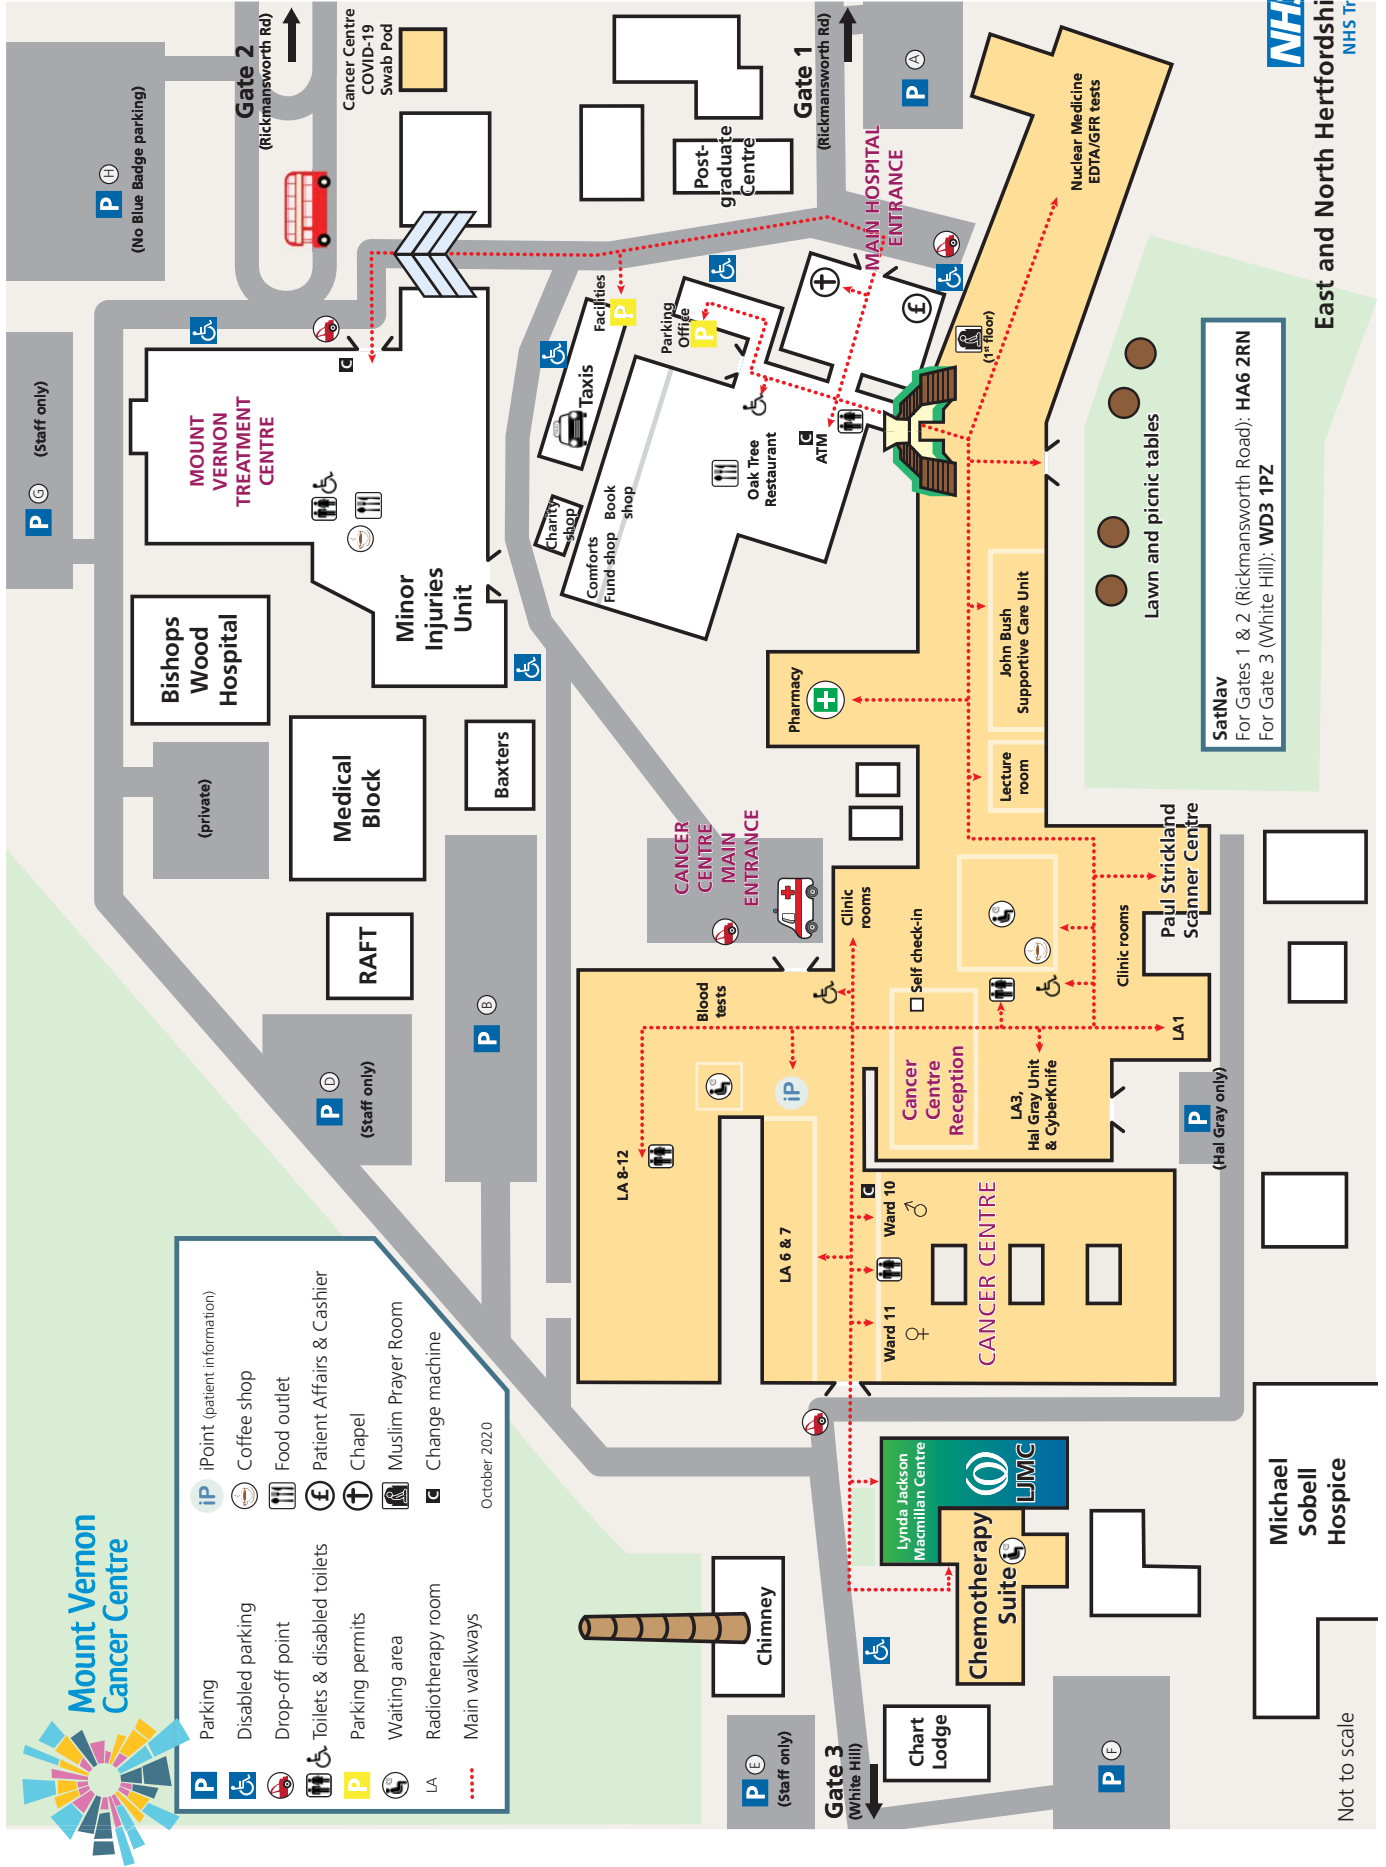 Mount Vernon
Cancer Centre
P Parking
Disabled parking
Drop-off point
Toilets & disabled toilets
P Parking permits
Waiting area
LA Radiotherapy room
Main walkways
iP iPoint (patient information)
Coffee shop
Food outlet
£ Patient Affairs & Cashier
Chapel
Muslim Prayer Room
C Change machine
October 2020
P G
(Staff only)
P H
(No Blue Badge parking)
Gate 2
(Rickmansworth Rd)
Cancer Centre
COVID-19
Swab Pod
MOUNT
VERNON
TREATMENT
CENTRE
C
Minor
Injuries
Unit
Bishops
Wood
Hospital
(private)
Medical
Block
Baxters
RAFT
P D
(Staff only)
P B
Charity
shop
Taxis
Facilities
P
Parking
Office
P
Comforts
Fund shop
Book
shop
Oak Tree
Restaurant
C
ATM
£
Post-
graduate
Centre
Gate 1
(Rickmansworth Rd)
P A
MAIN HOSPITAL
ENTRANCE
(1st floor)
Nuclear Medicine
EDTA/GFR tests
Pharmacy
John Bush
Supportive Care Unit
Lecture
room
Lawn and picnic tables
CANCER
CENTRE
MAIN
ENTRANCE
Clinic
rooms
Self check-in
Clinic rooms
Paul Strickland
Scanner Centre
Blood
tests
iP
LA 8-12
LA 6 & 7
Cancer
Centre
Reception
LA3,
Hal Gray Unit
& CyberKnife
LA1
P
(Hal Gray only)
C
Ward 10
Ward 11
CANCER CENTRE
Lynda Jackson
Macmillan Centre
LJMC
Chemotherapy
Suite
Chimney
P E
(Staff only)
Gate 3
(White Hill)
Chart
Lodge
P F
Michael
Sobell
Hospice
SatNav
For Gates 1 & 2 (Rickmansworth Road): HA6 2RN
For Gate 3 (White Hill): WD3 1PZ
Not to scale
NHS
East and North Hertfordshi
NHS Tr